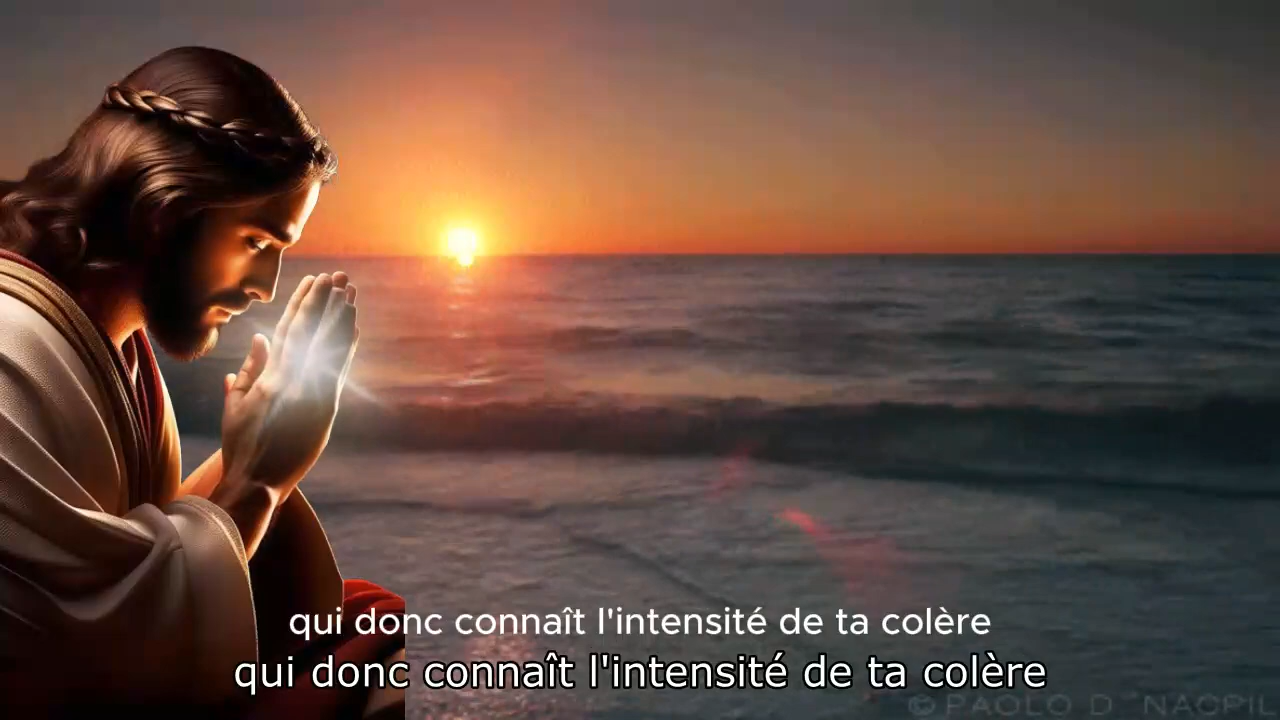 qui donc connaît l'intensité de ta colère
qui donc connaît l'intensité de ta colère